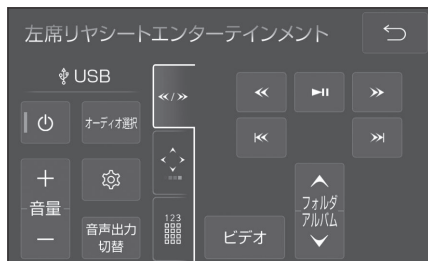 左席リヤシートエンターテインメント
USB
オーディオ選択
音量
音声出力
切替
123
ビデオ
フォルダ
アルバム